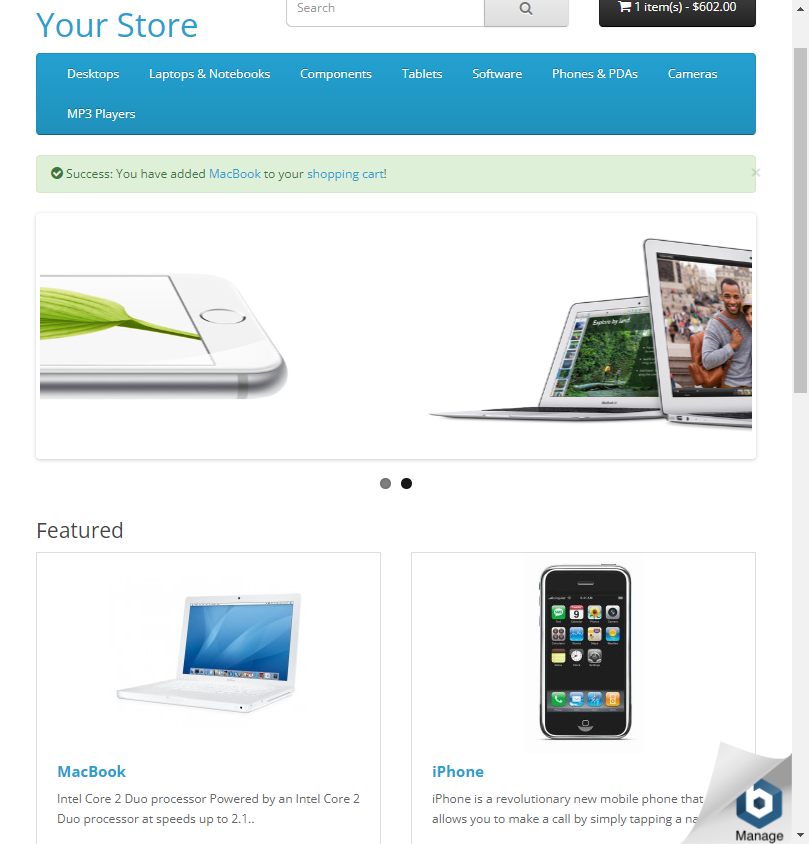 Your Store
Search
1 item(s) - $602.00
Desktops
Laptops & Notebooks
Components
Tablets
Software
Phones & PDAs
Cameras
MP3 Players
Success: You have added MacBook to your shopping cart!
×
Explore by land
Featured
MacBook
Intel Core 2 Duo processor Powered by an Intel Core 2
Duo processor at speeds up to 2.1..
iPhone
iPhone is a revolutionary new mobile phone that
allows you to make a call by simply tapping a
Manage